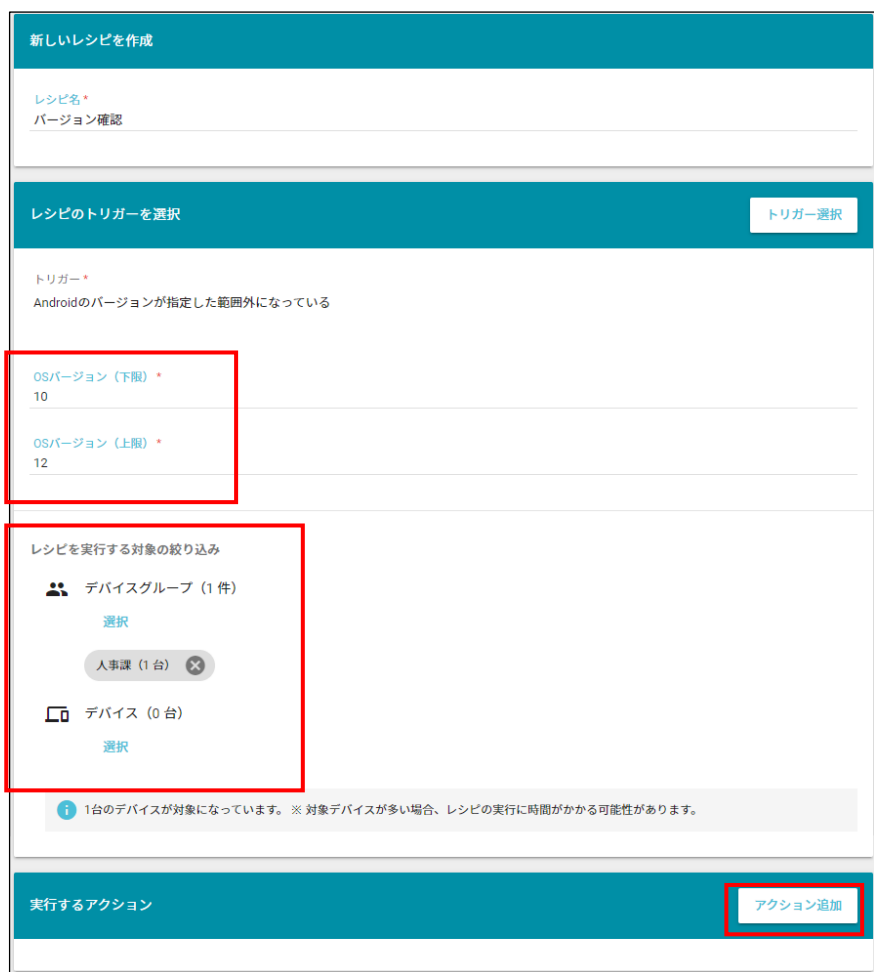 新しいレシピを作成
レシピ名 *
バージョン確認
レシピのトリガーを選択
トリガー選択
トリガー *
Androidのバージョンが指定した範囲外になっている
OSバージョン（下限） *
10
OSバージョン（上限） *
12
レシピを実行する対象の絞り込み
デバイスグループ（1 件）
選択
人事課（1 台）
デバイス（0 台）
選択
1台のデバイスが対象になっています。 ※ 対象デバイスが多い場合、レシピの実行に時間がかかる可能性があります。
実行するアクション
アクション追加